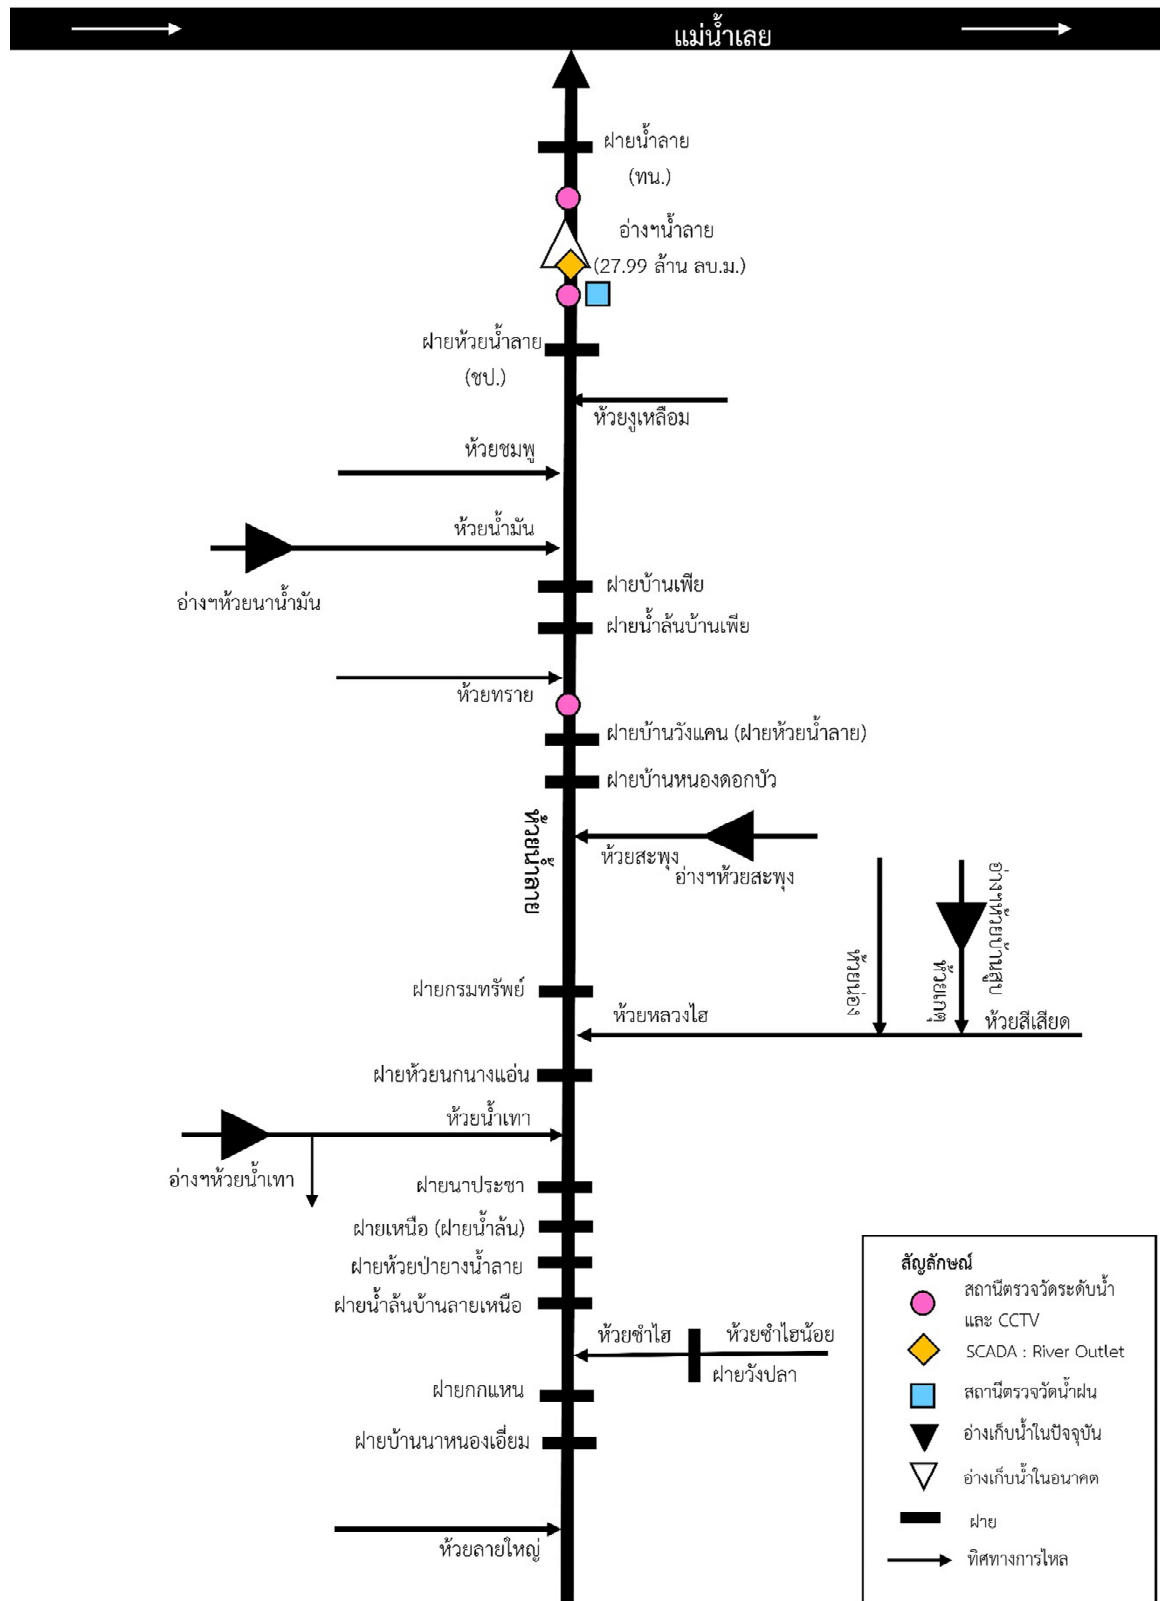 แม่น้ำเลย
ฝายน้ำลาย
(ทน.)
อ่างฯน้ำลาย
(27.99 ล้าน ลบ.ม.)
ฝายห้วยน้ำลาย
(ชป.)
ห้วยงูเหลือม
ห้วยชมพู
ห้วยน้ำมัน
อ่างฯห้วยนาน้ำมัน
ฝายบ้านเพีย
ฝายน้ำล้นบ้านเพีย
ห้วยทราย
ฝายบ้านวังแคน (ฝายห้วยน้ำลาย)
ฝายบ้านหนองดอกบัว
ห้วยน้ำลาย
ห้วยสะพุง
อ่างฯห้วยสะพุง
อ่างฯห้วยบ้านสูบ
ห้วยน่อง
ห้วยเกตุ
ฝายกรมทรัพย์
ห้วยหลวงไฮ
ห้วยสีเสียด
ฝายห้วยนกนางแอ่น
ห้วยน้ำเทา
อ่างฯห้วยน้ำเทา
ฝายนาประชา
ฝายเหนือ (ฝายน้ำล้น)
ฝายห้วยป่ายางน้ำลาย
ฝายน้ำล้นบ้านลายเหนือ
ห้วยซำไฮ
ห้วยซำไฮน้อย
ฝายวังปลา
ฝายกกแหน
ฝายบ้านนาหนองเอี่ยม
ห้วยลายใหญ่
สัญลักษณ์
สถานีตรวจวัดระดับน้ำ
และ CCTV
SCADA : River Outlet
สถานีตรวจวัดน้ำฝน
อ่างเก็บน้ำในปัจจุบัน
อ่างเก็บน้ำในอนาคต
ฝาย
ทิศทางการไหล